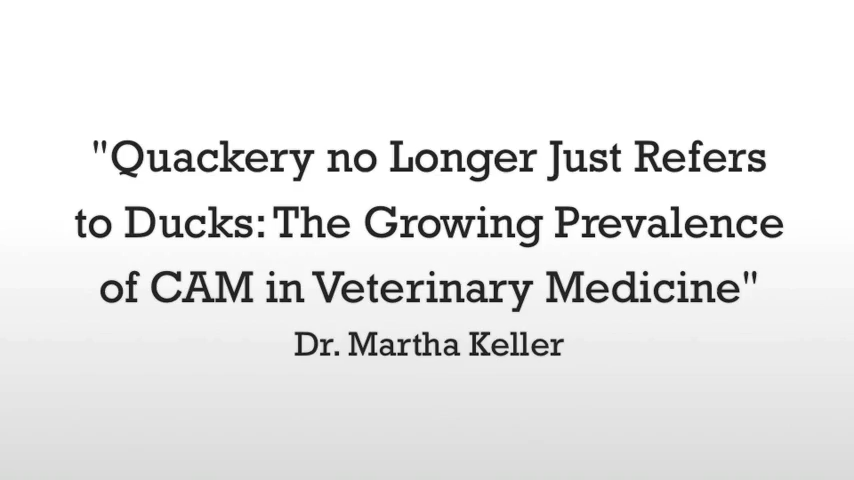 "Quackery no Longer Just Refers
to Ducks: The Growing Prevalence
of CAM in Veterinary Medicine"
Dr. Martha Keller